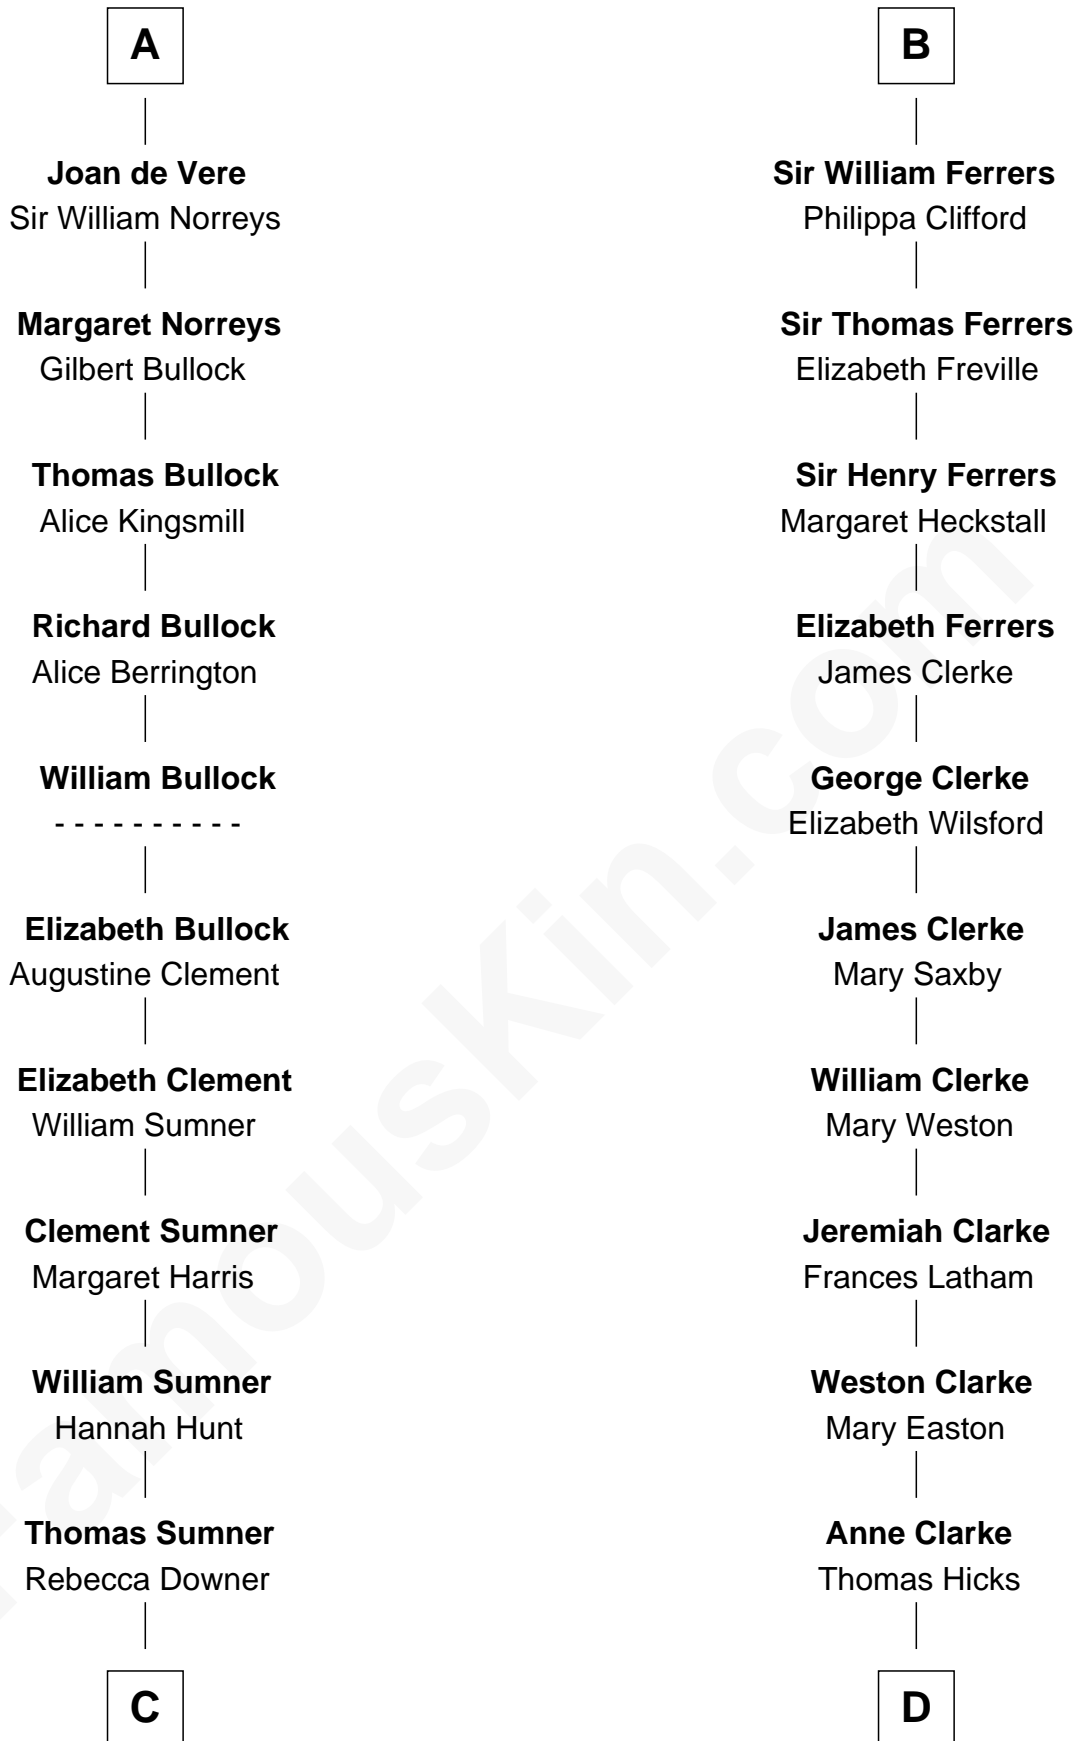 A
Joan de Vere
Sir William Norreys
Margaret Norreys
Gilbert Bullock
Thomas Bullock
Alice Kingsmill
Richard Bullock
Alice Berrington
William Bullock
- - - - - - - - - -
Elizabeth Bullock
Augustine Clement
Elizabeth Clement
William Sumner
Clement Sumner
Margaret Harris
William Sumner
Hannah Hunt
Thomas Sumner
Rebecca Downer
C
B
Sir William Ferrers
Philippa Clifford
Sir Thomas Ferrers
Elizabeth Freville
Sir Henry Ferrers
Margaret Heckstall
Elizabeth Ferrers
James Clerke
George Clerke
Elizabeth Wilsford
James Clerke
Mary Saxby
William Clerke
Mary Weston
Jeremiah Clarke
Frances Latham
Weston Clarke
Mary Easton
Anne Clarke
Thomas Hicks
D
FamousKin.com